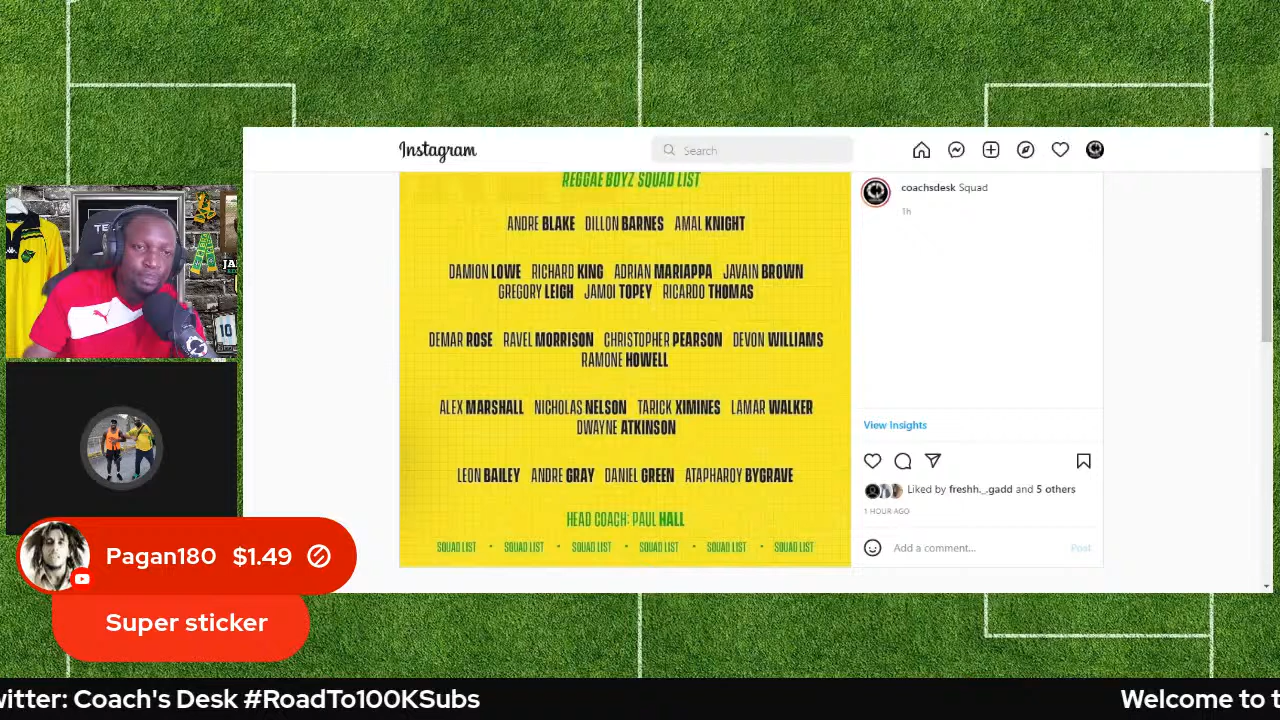 Instagram
Search
REGGAE BOYZ SQUAD LIST
ANDRE BLAKE DILLON BARNES AMAL KNIGHT
DAMION LOWE RICHARD KING ADRIAN MARIAPPA JAVAIN BROWN
GREGORY LEIGH JAMOI TOPEY RICARDO THOMAS
DEMAR ROSE RAVEL MORRISON CHRISTOPHER PEARSON DEVON WILLIAMS
RAMONE HOWELL
ALEX MARSHALL NICHOLAS NELSON TARICK XIMINES LAMAR WALKER
DWAYNE ATKINSON
LEON BAILEY ANDRE GRAY DANIEL GREEN ATAPHAROY BYGRAVE
HEAD COACH: PAUL HALL
SQUAD LIST • SQUAD LIST • SQUAD LIST • SQUAD LIST • SQUAD LIST • SQUAD LIST
coachsdesk Squad
1h
View Insights
Liked by freshh._.gadd and 5 others
1 HOUR AGO
Add a comment... Post
TE
JA
10
Pagan180 $1.49
Super sticker
witter: Coach's Desk #RoadTo100KSubs
Welcome to t